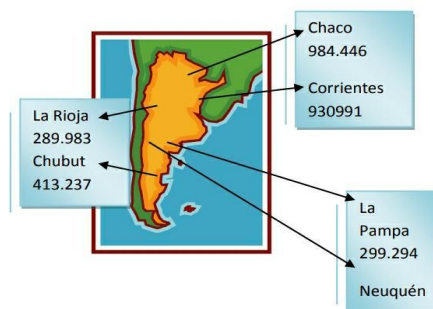 Chaco
984.446
Corrientes
930991
La Rioja
289.983
Chubut
413.237
La
Pampa
299.294
Neuquén